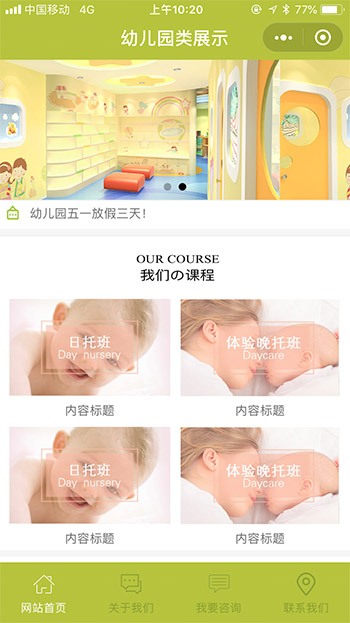 中国移动 4G 上午10:20 77%
幼儿园类展示
幼儿园五一放假三天！
OUR COURSE
我们の课程
日托班
Day nursery
体验晚托班
Daycare
内容标题
内容标题
日托班
Day nursery
体验晚托班
Daycare
内容标题
内容标题
网站首页
关于我们
我要咨询
联系我们